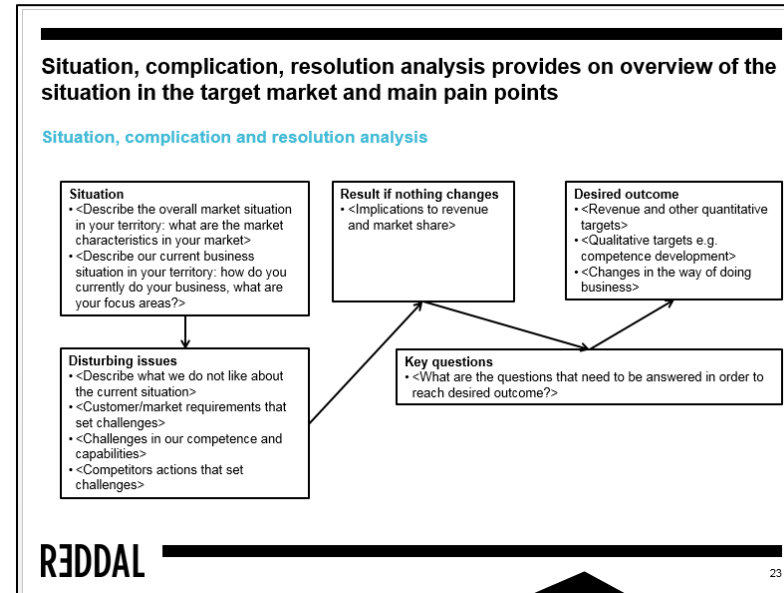 Situation, complication, resolution analysis provides on overview of the
situation in the target market and main pain points
Situation, complication and resolution analysis
Situation
• <Describe the overall market situation
in your territory: what are the market
characteristics in your market>
• <Describe our current business
situation in your territory: how do you
currently do your business, what are
your focus areas?>
Disturbing issues
• <Describe what we do not like about
the current situation>
• <Customer/market requirements that
set challenges>
• <Challenges in our competence and
capabilities>
• <Competitors actions that set
challenges>
Result if nothing changes
• <Implications to revenue
and market share>
Key questions
• <What are the questions that need to be answered in order to
reach desired outcome?>
Desired outcome
• <Revenue and other quantitative
targets>
• <Qualitative targets e.g.
competence development>
• <Changes in the way of doing
business>
REDDAL
23